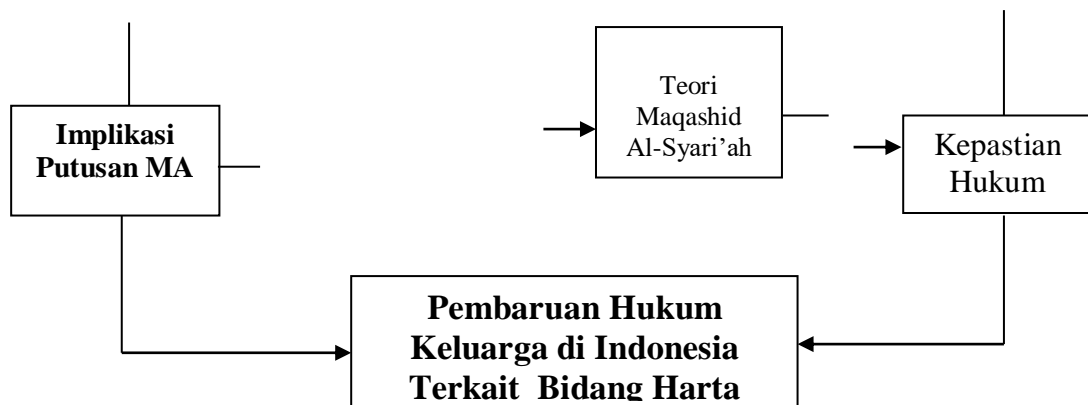 Implikasi
Putusan MA
Teori
Maqashid
Al-Syari’ah
Kepastian
Hukum
Pembaruan Hukum
Keluarga di Indonesia
Terkait Bidang Harta